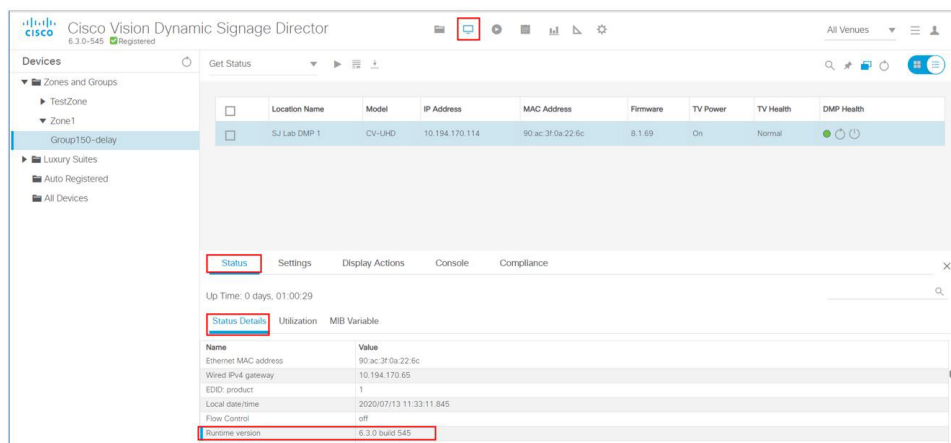 CISCO
Cisco Vision Dynamic Signage Director
6.3.0-545 Registered
All Venues
Devices
Get Status
Zones and Groups
TestZone
Zone1
Group150-delay
Luxury Suites
Auto Registered
All Devices
Location Name Model IP Address MAC Address Firmware TV Power TV Health DMP Health
SJ Lab DMP 1 CV-UHD 10.194.170.114 90:ac:3f:0a:22:6c 8.1.69 On Normal
Status Settings Display Actions Console Compliance
Up Time: 0 days, 01:00:29
Status Details Utilization MIB Variable
Name Value
Ethernet MAC address 90:ac:3f:0a:22:6c
Wired IPv4 gateway 10.194.170.65
EDID: product 1
Local date/time 2020/07/13 11:33:11.845
Flow Control off
Runtime version 6.3.0 build 545